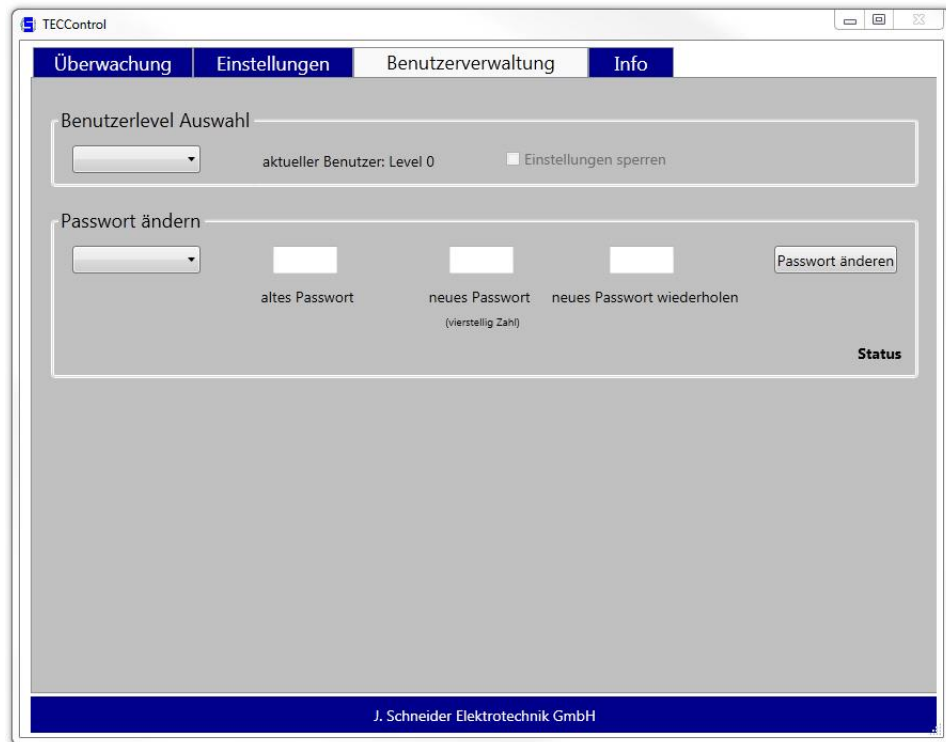 TECControl
Überwachung Einstellungen Benutzerverwaltung Info
Benutzerlevel Auswahl
aktueller Benutzer: Level 0 Einstellungen sperren
Passwort ändern
Passwort änderen
altes Passwort neues Passwort neues Passwort wiederholen
(vierstellig Zahl)
Status
J. Schneider Elektrotechnik GmbH